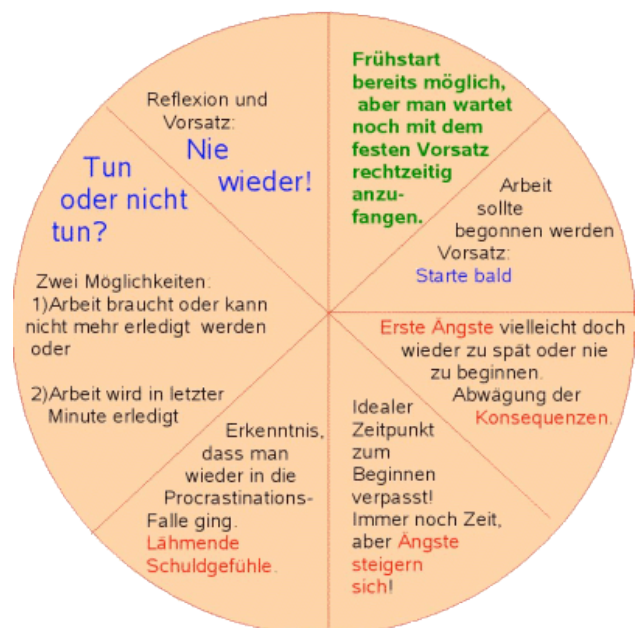 Frühstart
bereits möglich,
aber man wartet
noch mit dem
festen Vorsatz
rechtzeitig
anzu-
fangen.
Arbeit
sollte
begonnen werden
Vorsatz:
Starte bald
Erste Ängste vielleicht doch
wieder zu spät oder nie
zu beginnen.
Abwägung der
Konsequenzen.
Idealer
Zeitpunkt
zum
Beginnen
verpasst!
Immer noch Zeit,
aber Ängste
steigern
sich!
Erkenntnis,
dass man
wieder in die
Procrastinations-
Falle ging.
Lähmende
Schuldgefühle.
Tun
oder nicht
tun?
Zwei Möglichkeiten:
1)Arbeit braucht oder kann
nicht mehr erledigt werden
oder
2)Arbeit wird in letzter
Minute erledigt
Reflexion und
Vorsatz:
Nie
wieder!